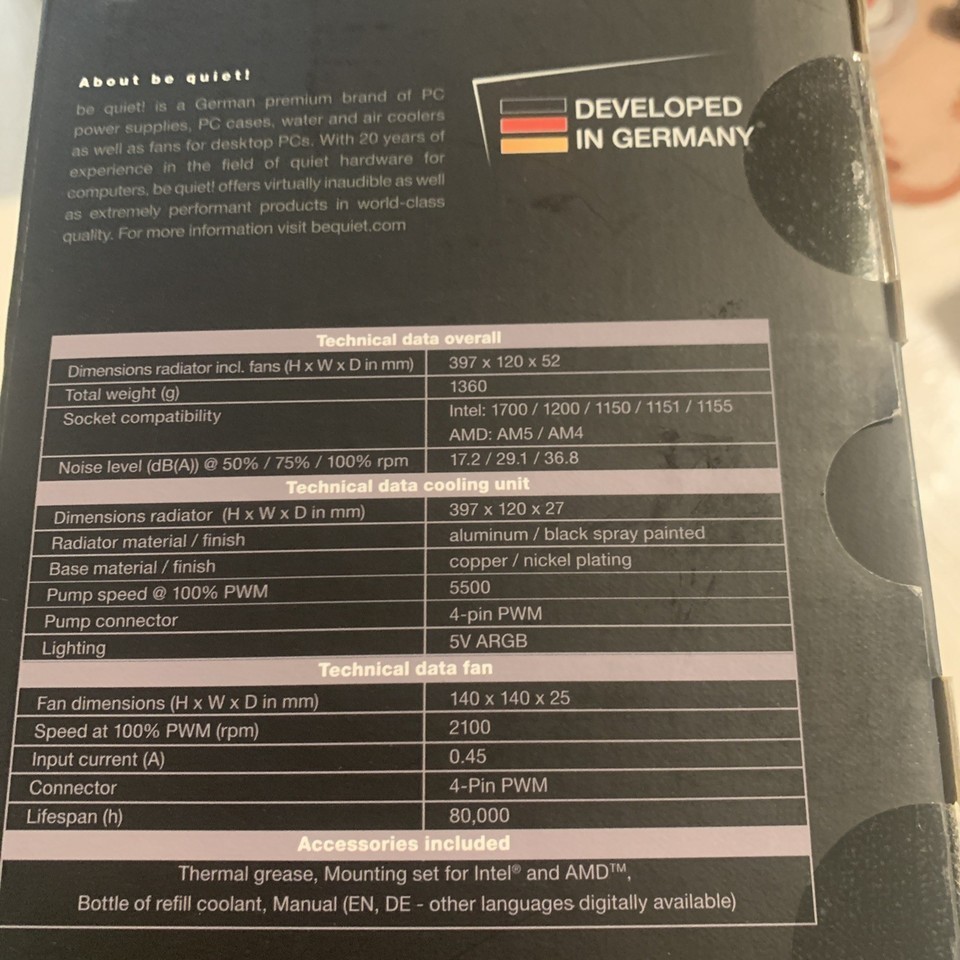 About be quiet!
be quiet! is a German premium brand of PC
power supplies, PC cases, water and air coolers
as well as fans for desktop PCs. With 20 years of
experience in the field of quiet hardware for
computers, be quiet! offers virtually inaudible as well
as extremely performant products in world-class
quality. For more information visit bequiet.com
DEVELOPED
IN GERMANY
Technical data overall
Dimensions radiator incl. fans (H x W x D in mm) 397 x 120 x 52
Total weight (g) 1360
Socket compatibility Intel: 1700 / 1200 / 1150 / 1151 / 1155
AMD: AM5 / AM4
Noise level (dB(A)) @ 50% / 75% / 100% rpm 17.2 / 29.1 / 36.8
Technical data cooling unit
Dimensions radiator (H x W x D in mm) 397 x 120 x 27
Radiator material / finish aluminum / black spray painted
Base material / finish copper / nickel plating
Pump speed @ 100% PWM 5500
Pump connector 4-pin PWM
Lighting 5V ARGB
Technical data fan
Fan dimensions (H x W x D in mm) 140 x 140 x 25
Speed at 100% PWM (rpm) 2100
Input current (A) 0.45
Connector 4-Pin PWM
Lifespan (h) 80,000
Accessories included
Thermal grease, Mounting set for Intel® and AMD™,
Bottle of refill coolant, Manual (EN, DE - other languages digitally available)